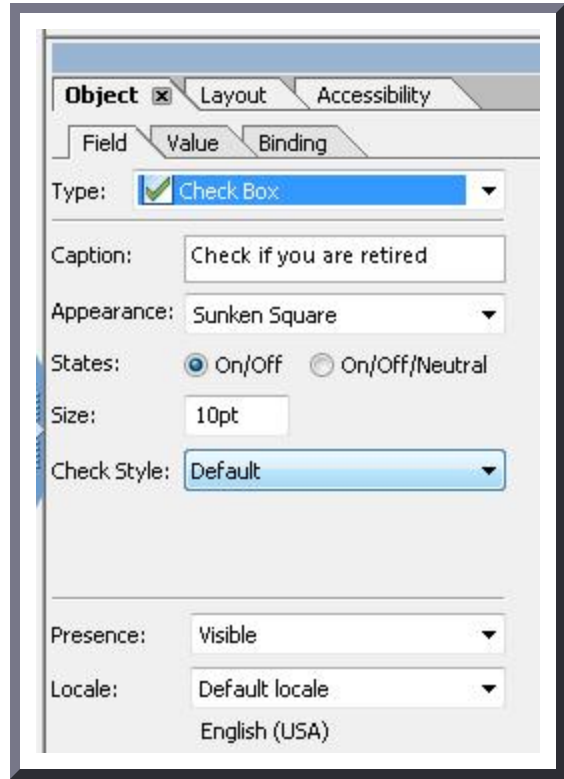 Object Layout Accessibility
Field Value Binding
Type: Check Box
Caption: Check if you are retired
Appearance: Sunken Square
States: On/Off On/Off/Neutral
Size: 10pt
Check Style: Default
Presence: Visible
Locale: Default locale
English (USA)